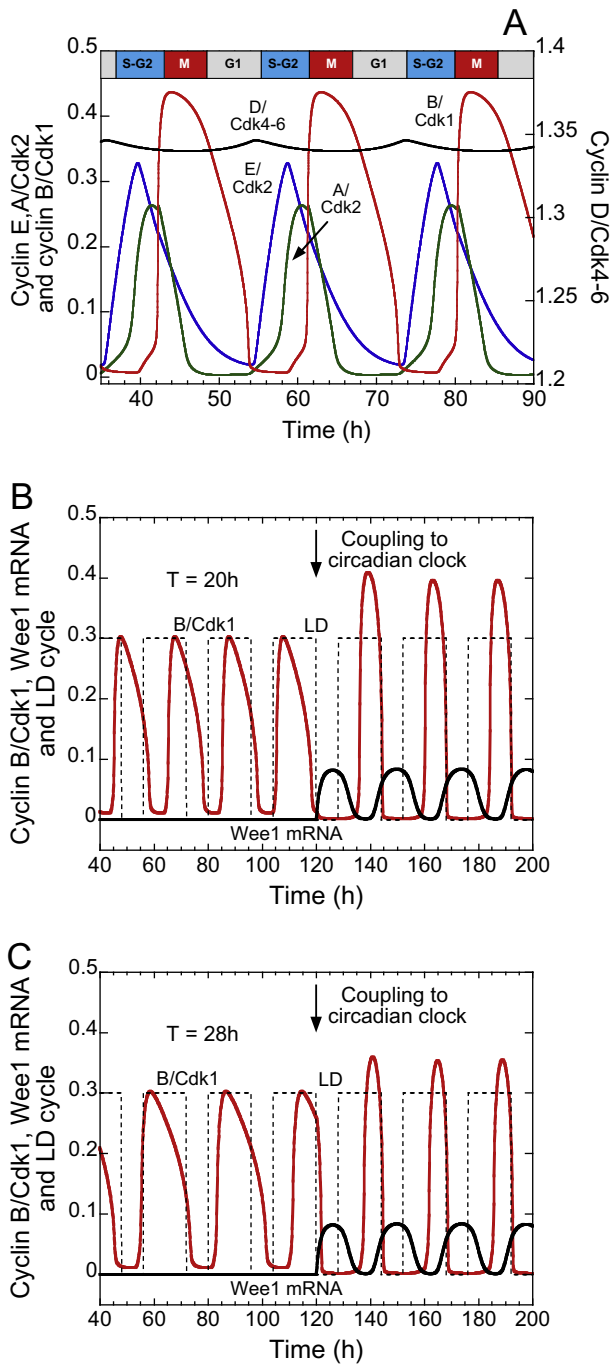 A
S-G2 M G1 S-G2 M G1 S-G2 M
0.5 1.4
D/
Cdk4-6
B/
Cdk1
0.4 1.35
E/
Cdk2
A/
Cdk2
0.3
1.3
0.2
1.25
0.1
0 1.2
40 50 60 70 80 90
Time (h)
Cyclin E,A/Cdk2
and cyclin B/Cdk1
Cyclin D/Cdk4-6
B
0.5
Coupling to
circadian clock
T = 20h
0.4
B/Cdk1 LD
0.3
0.2
0.1
0
Wee1 mRNA
40 60 80 100 120 140 160 180 200
Time (h)
Cyclin B/Cdk1, Wee1 mRNA
and LD cycle
C
0.5
Coupling to
circadian clock
T = 28h
0.4
B/Cdk1 LD
0.3
0.2
0.1
0
Wee1 mRNA
40 60 80 100 120 140 160 180 200
Time (h)
Cyclin B/Cdk1, Wee1 mRNA
and LD cycle